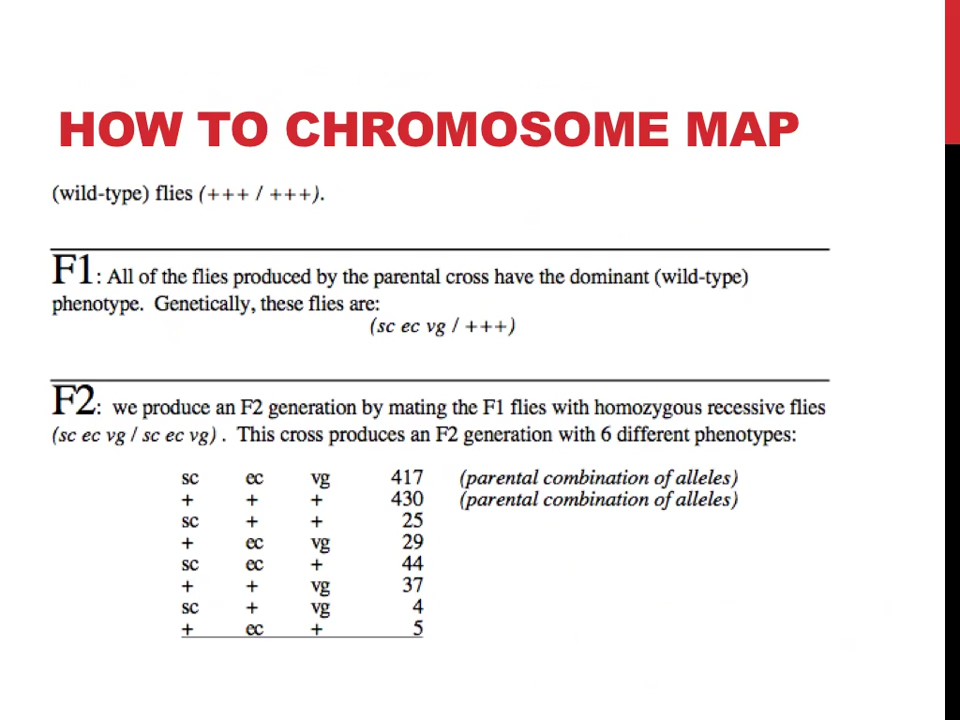 HOW TO CHROMOSOME MAP
(wild-type) flies (+++ / +++).
F1: All of the flies produced by the parental cross have the dominant (wild-type)
phenotype. Genetically, these flies are:
(sc ec vg / +++)
F2: we produce an F2 generation by mating the F1 flies with homozygous recessive flies
(sc ec vg / sc ec vg) . This cross produces an F2 generation with 6 different phenotypes:
sc ec vg 417 (parental combination of alleles)
+ + + 430 (parental combination of alleles)
sc + + 25
+ ec vg 29
sc ec + 44
+ + vg 37
sc + vg 4
+ ec + 5